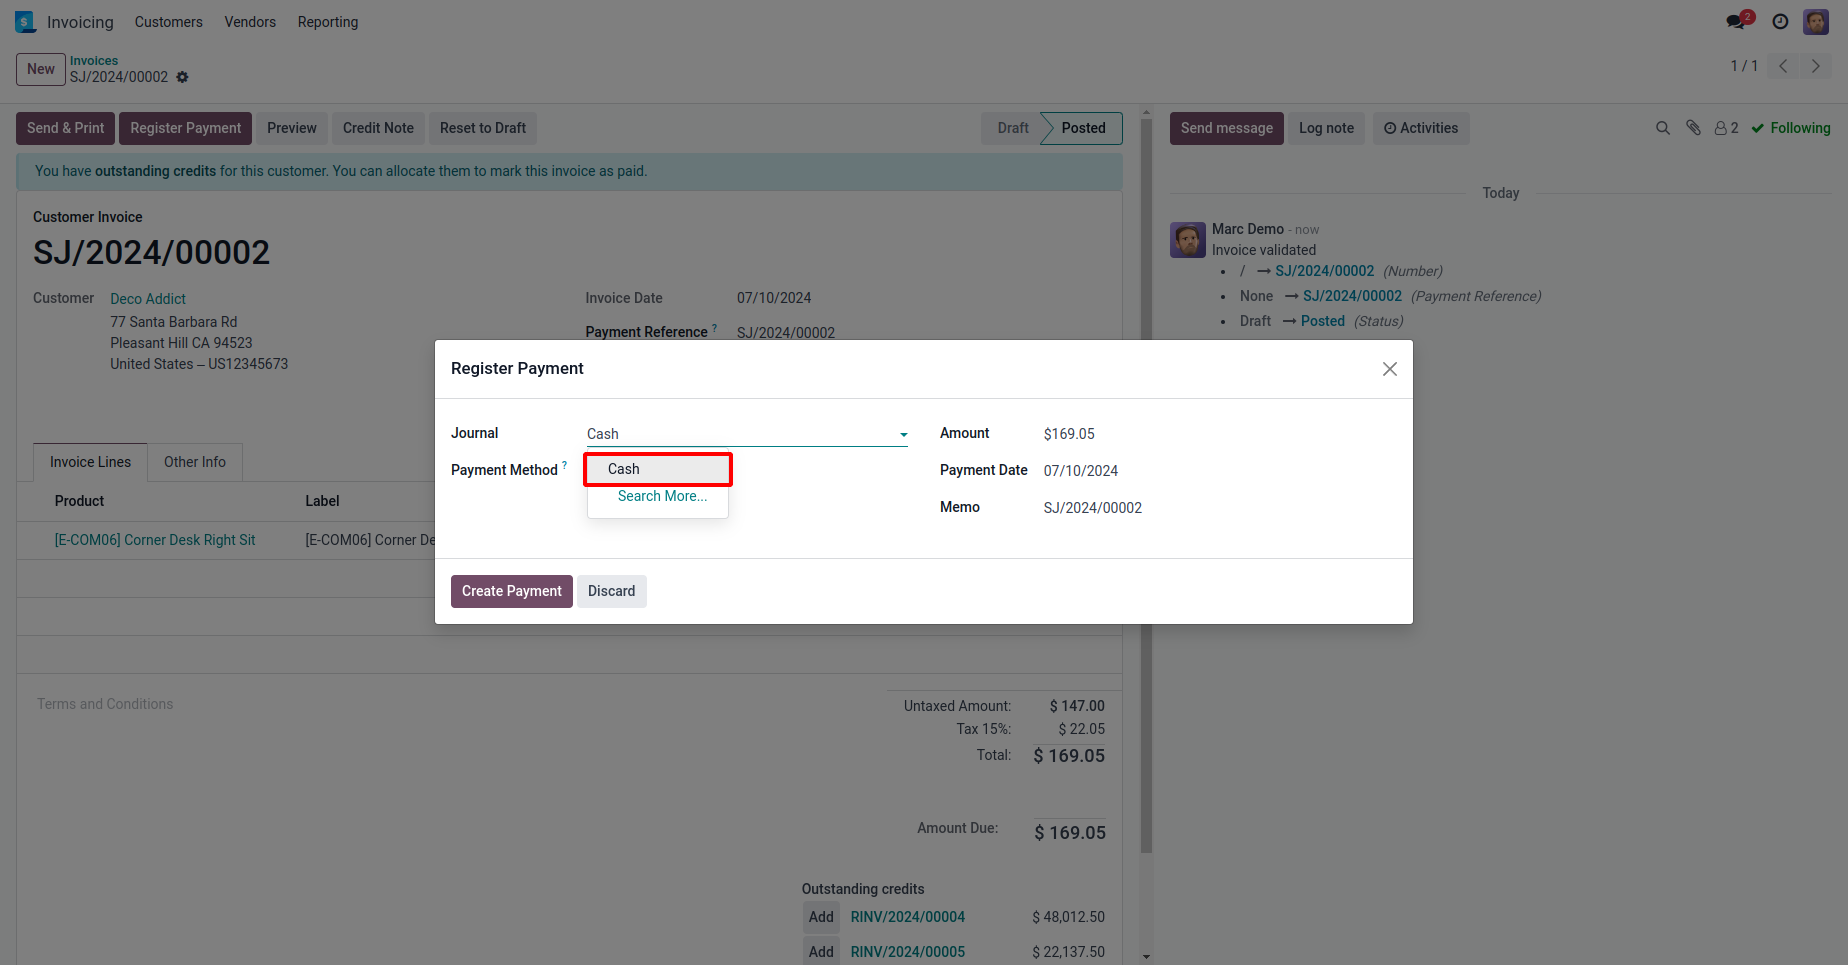 Invoicing Customers Vendors Reporting 2
New Invoices
SJ/2024/00002 1 / 1
Send & Print Register Payment Preview Credit Note Reset to Draft Draft Posted
Send message Log note Activities 2 Following
You have outstanding credits for this customer. You can allocate them to mark this invoice as paid.
Today
Customer Invoice
SJ/2024/00002
Marc Demo - now
Invoice validated
/ → SJ/2024/00002 (Number)
None → SJ/2024/00002 (Payment Reference)
Draft → Posted (Status)
Customer Deco Addict
77 Santa Barbara Rd
Pleasant Hill CA 94523
United States – US12345673
Invoice Date 07/10/2024
Payment Reference ? SJ/2024/00002
Register Payment
Journal Cash
Payment Method ?
Cash
Search More...
Amount $169.05
Payment Date 07/10/2024
Memo SJ/2024/00002
Create Payment Discard
Invoice Lines Other Info
Product Label
[E-COM06] Corner Desk Right Sit [E-COM06] Corner De
Terms and Conditions
Untaxed Amount: $ 147.00
Tax 15%: $ 22.05
Total: $ 169.05
Amount Due: $ 169.05
Outstanding credits
Add RINV/2024/00004 $ 48,012.50
Add RINV/2024/00005 $ 22,137.50